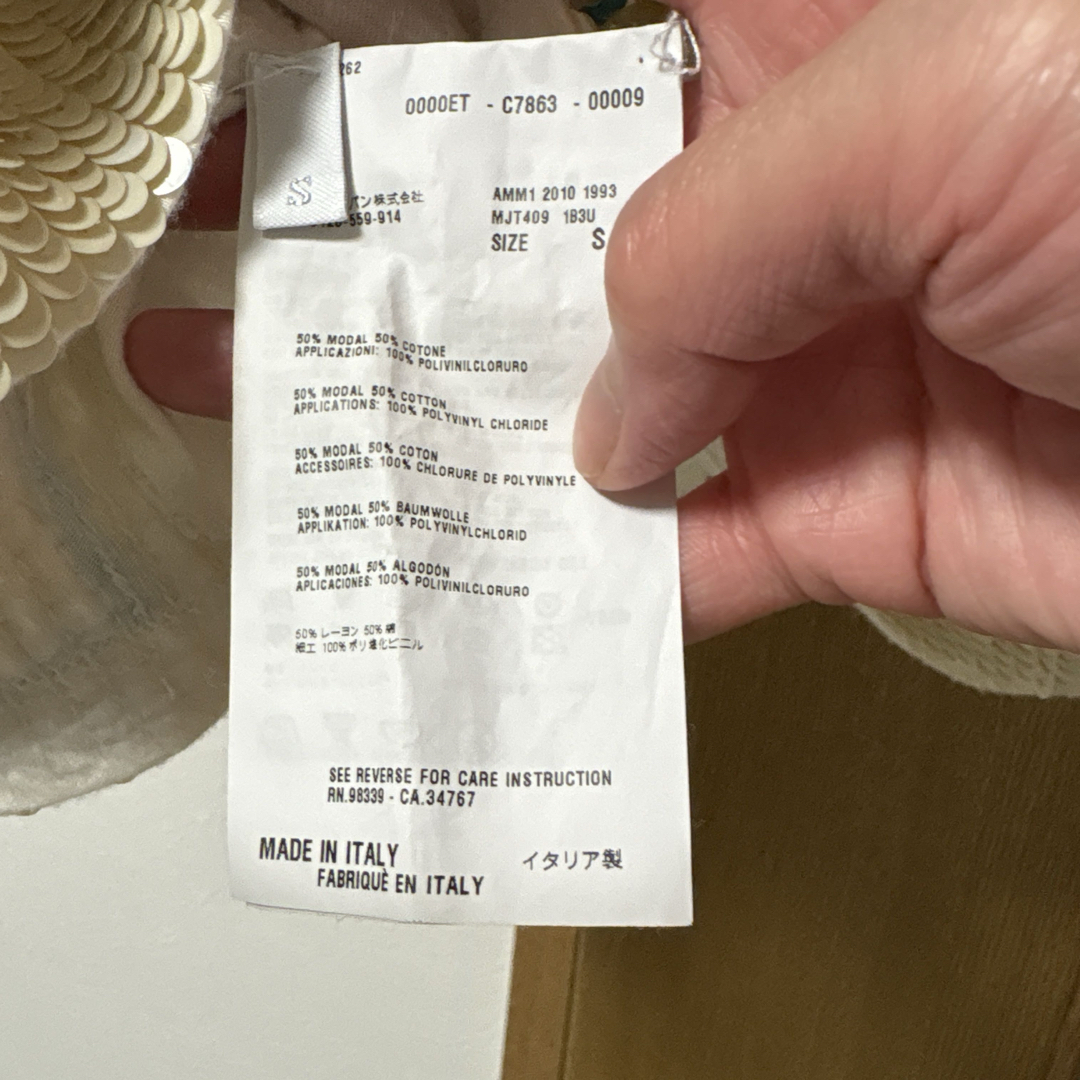 262
0000ET - C7863 - 00009
S
パン株式会社
559-914
AMM1 2010 1993
MJT409 1B3U
SIZE S
50% MODAL 50% COTONE
APPLICAZIONI: 100% POLIVINILCLORURO
50% MODAL 50% COTTON
APPLICATIONS: 100% POLYVINYL CHLORIDE
50% MODAL 50% COTON
ACCESSOIRES: 100% CHLORURE DE POLYVINYLE
50% MODAL 50% BAUMWOLLE
APPLIKATION: 100% POLYVINYLCHLORID
50% MODAL 50% ALGODÓN
APLICACIONES: 100% POLIVINILCLORURO
50% レーヨン 50% 綿
細工 100% ポリ塩化ビニル
SEE REVERSE FOR CARE INSTRUCTION
RN.98339 - CA.34767
MADE IN ITALY
FABRIQUÈ EN ITALY
イタリア製